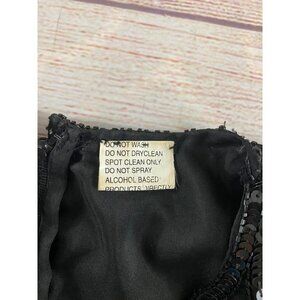 DO NOT WASH
DO NOT DRYCLEAN
SPOT CLEAN ONLY
DO NOT SPRAY
ALCOHOL BASED
PRODUCTS DIRECTLY